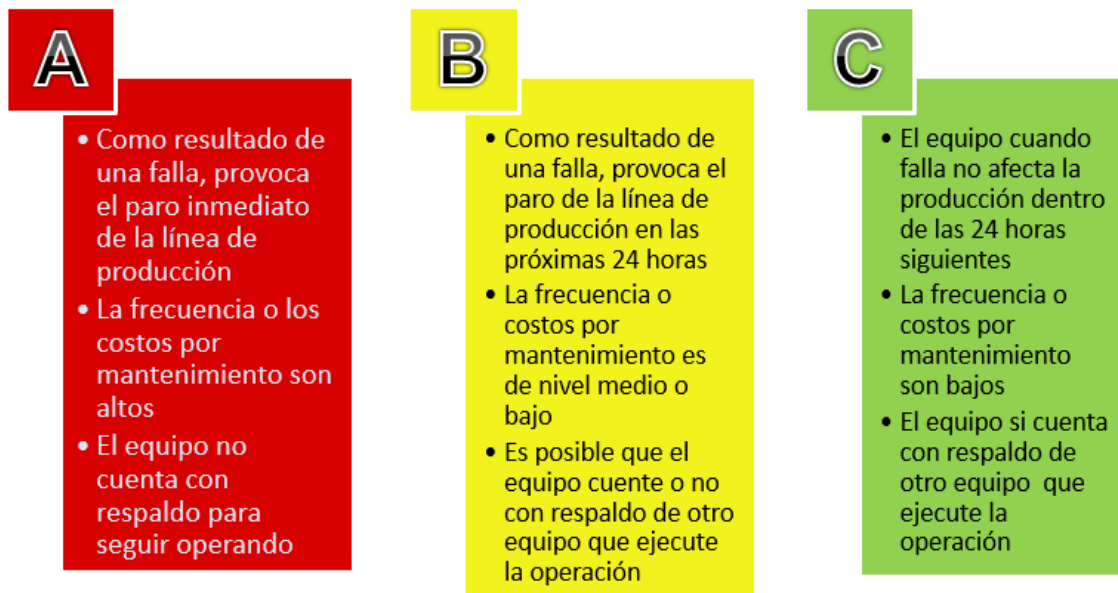 A
• Como resultado de
una falla, provoca
el paro inmediato
de la línea de
producción
• La frecuencia o los
costos por
mantenimiento son
altos
• El equipo no
cuenta con
respaldo para
seguir operando
B
• Como resultado de
una falla, provoca el
paro de la línea de
producción en las
próximas 24 horas
• La frecuencia o
costos por
mantenimiento es
de nivel medio o
bajo
• Es posible que el
equipo cuente o no
con respaldo de otro
equipo que ejecute
la operación
C
• El equipo cuando
falla no afecta la
producción dentro
de las 24 horas
siguientes
• La frecuencia o
costos por
mantenimiento
son bajos
• El equipo si cuenta
con respaldo de
otro equipo que
ejecute la
operación